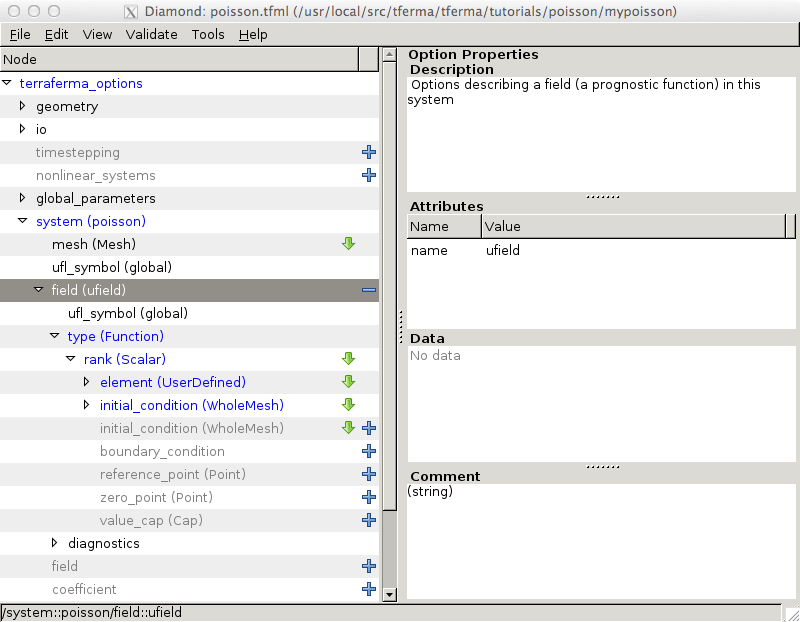 Diamond: poisson.tfml (/usr/local/src/tferma/tferma/tutorials/poisson/mypoisson)
File Edit View Validate Tools Help
Node
terraferma_options
geometry
io
timestepping
nonlinear_systems
global_parameters
system (poisson)
mesh (Mesh)
ufl_symbol (global)
field (ufield)
ufl_symbol (global)
type (Function)
rank (Scalar)
element (UserDefined)
initial_condition (WholeMesh)
initial_condition (WholeMesh)
boundary_condition
reference_point (Point)
zero_point (Point)
value_cap (Cap)
diagnostics
field
coefficient
Option Properties
Description
Options describing a field (a prognostic function) in this
system
Attributes
Name Value
name ufield
Data
No data
Comment
(string)
/system::poisson/field::ufield